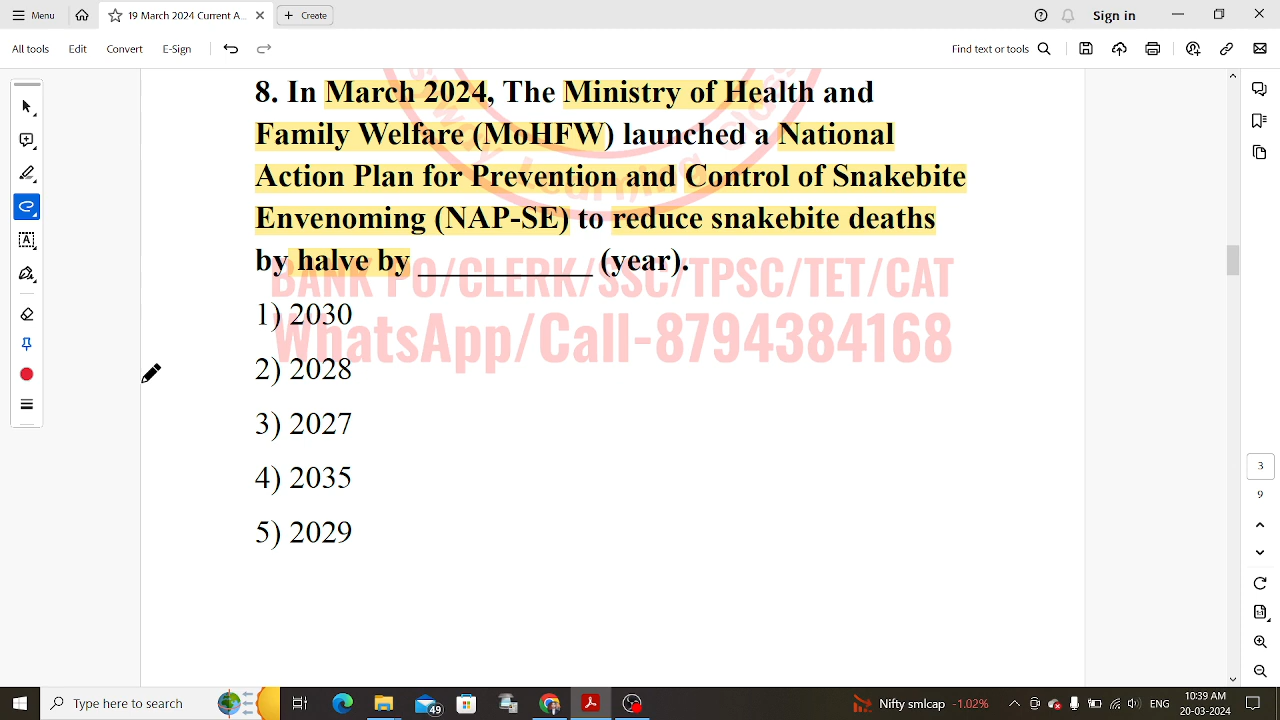 Menu
19 March 2024 Current A...
Create
Sign in
All tools
Edit
Convert
E-Sign
Find text or tools
8. In March 2024, The Ministry of Health and
Family Welfare (MoHFW) launched a National
Action Plan for Prevention and Control of Snakebite
Envenoming (NAP-SE) to reduce snakebite deaths
by halve by ____________ (year).
BANK PO/CLERK/SSC/TPSC/TET/CAT
WhatsApp/Call-8794384168
1) 2030
2) 2028
3) 2027
4) 2035
5) 2029
3
9
Type here to search
49
Nifty smlcap -1.02%
ENG
10:39 AM
20-03-2024